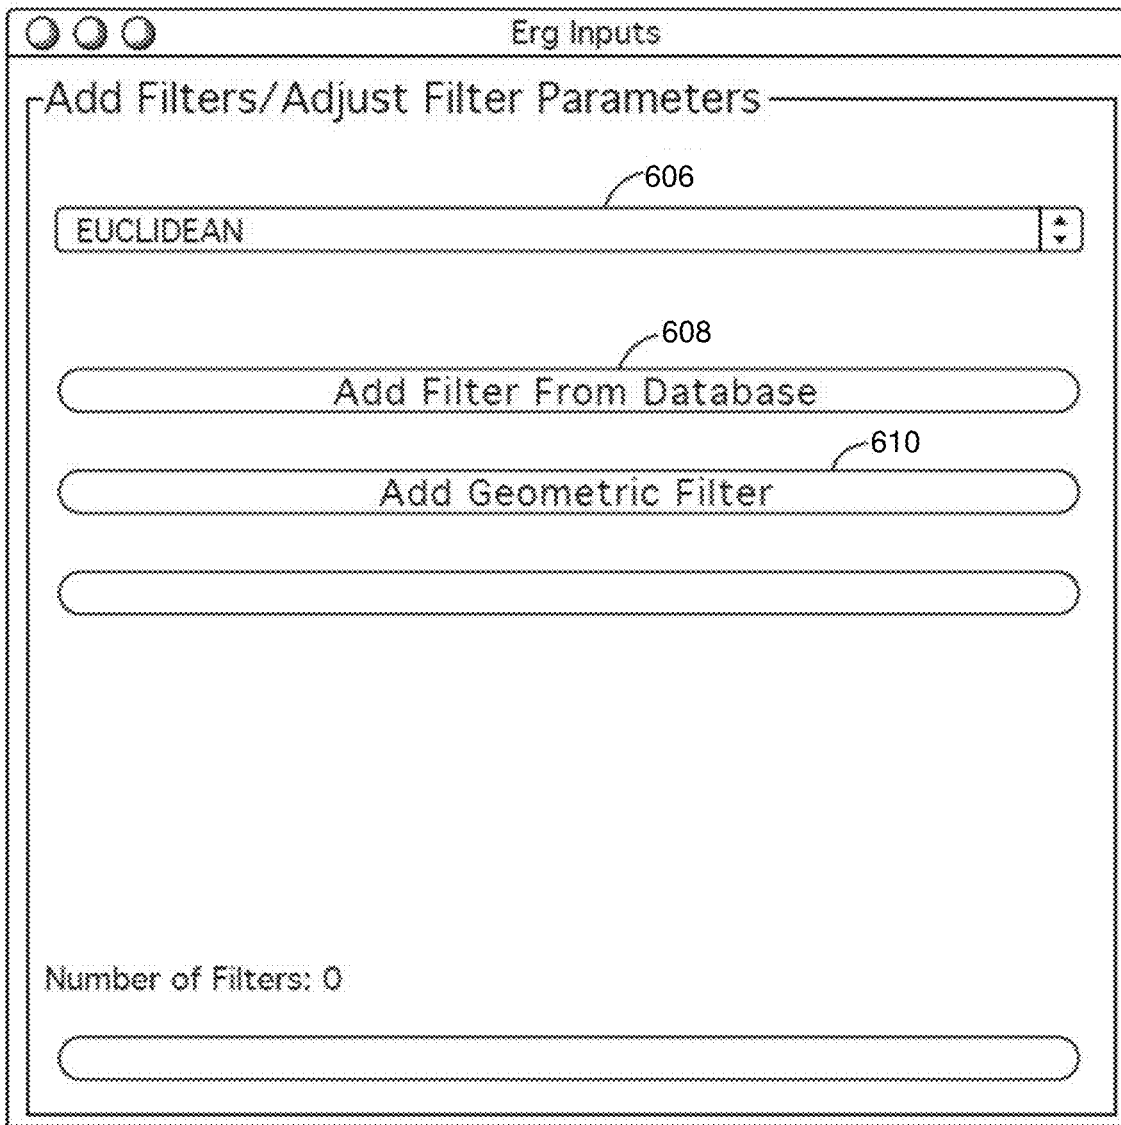 Erg Inputs
Add Filters/Adjust Filter Parameters
606
EUCLIDEAN
608
Add Filter From Database
610
Add Geometric Filter
Number of Filters: 0